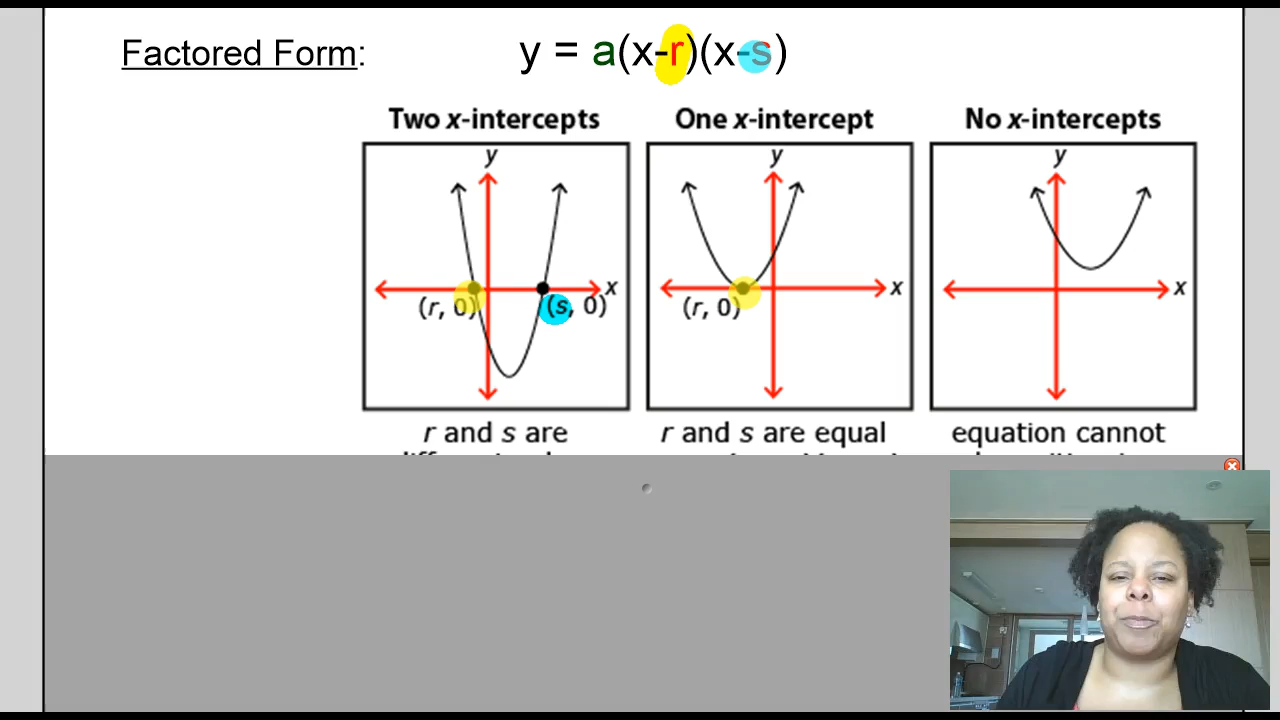 Factored Form: y = a(x-r)(x-s)
Two x-intercepts One x-intercept No x-intercepts
y y y
x x x
(r, 0) (s, 0) (r, 0)
r and s are r and s are equal equation cannot